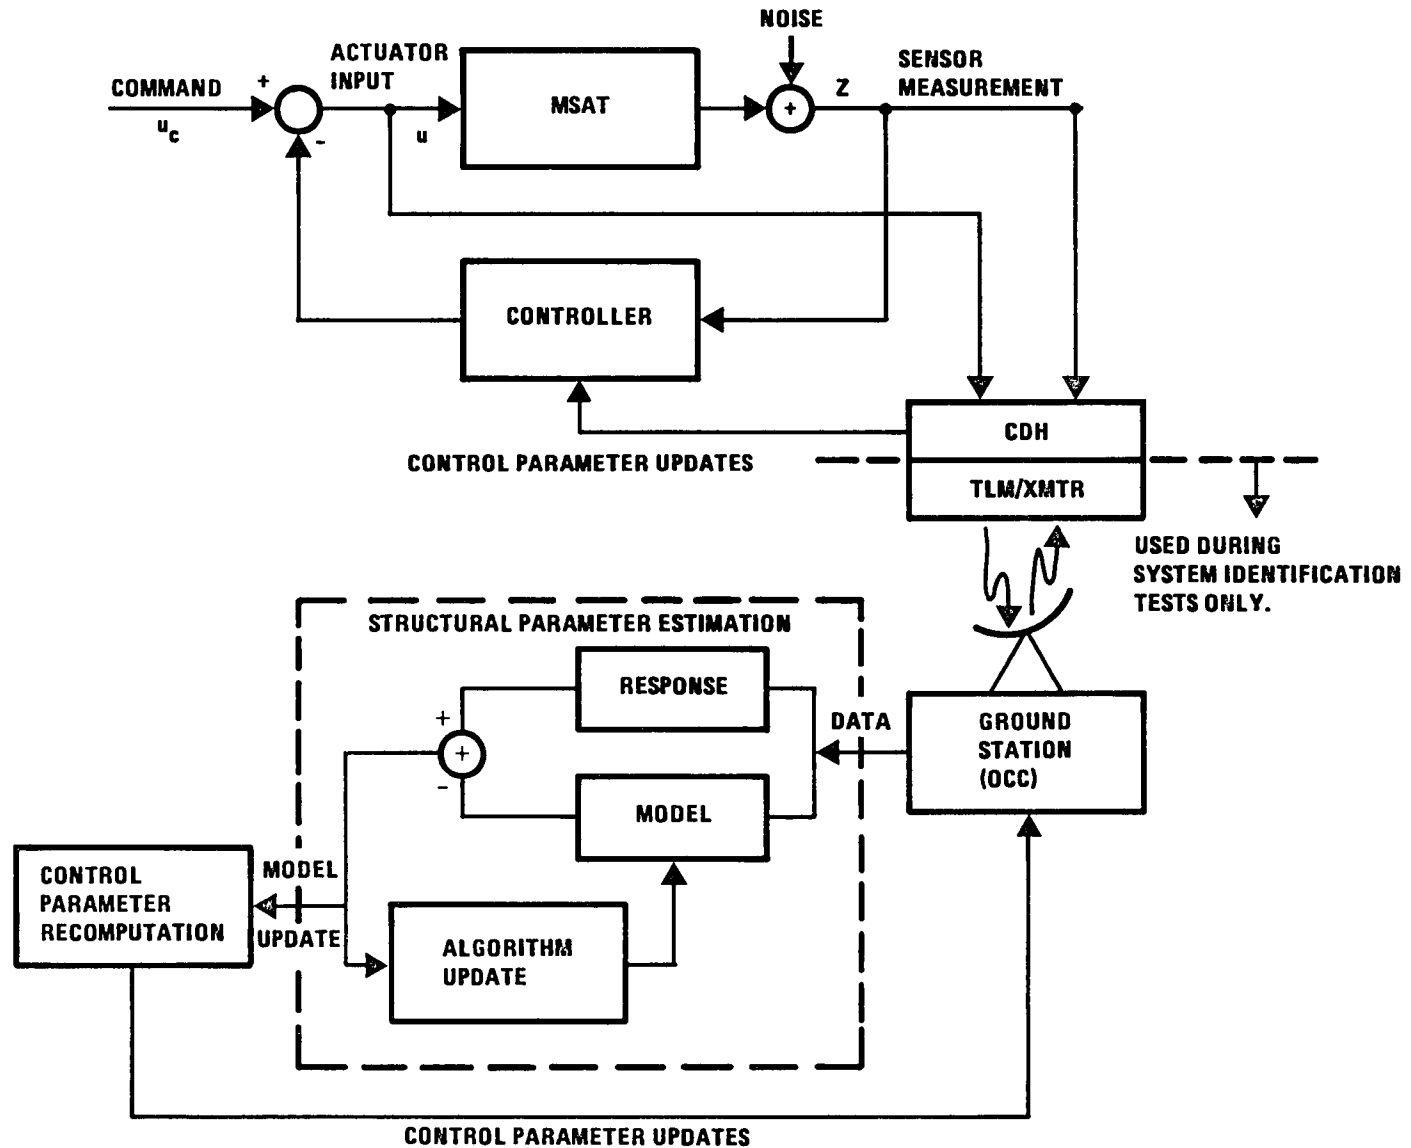 NOISE
ACTUATOR
INPUT
SENSOR
MEASUREMENT
COMMAND
+
MSAT
+
Z
u_c
-
u
CONTROLLER
CDH
CONTROL PARAMETER UPDATES
TLM/XMTR
USED DURING
SYSTEM IDENTIFICATION
TESTS ONLY.
STRUCTURAL PARAMETER ESTIMATION
RESPONSE
+
DATA
GROUND
STATION
(OCC)
+
-
MODEL
MODEL
UPDATE
CONTROL
PARAMETER
RECOMPUTATION
ALGORITHM
UPDATE
CONTROL PARAMETER UPDATES